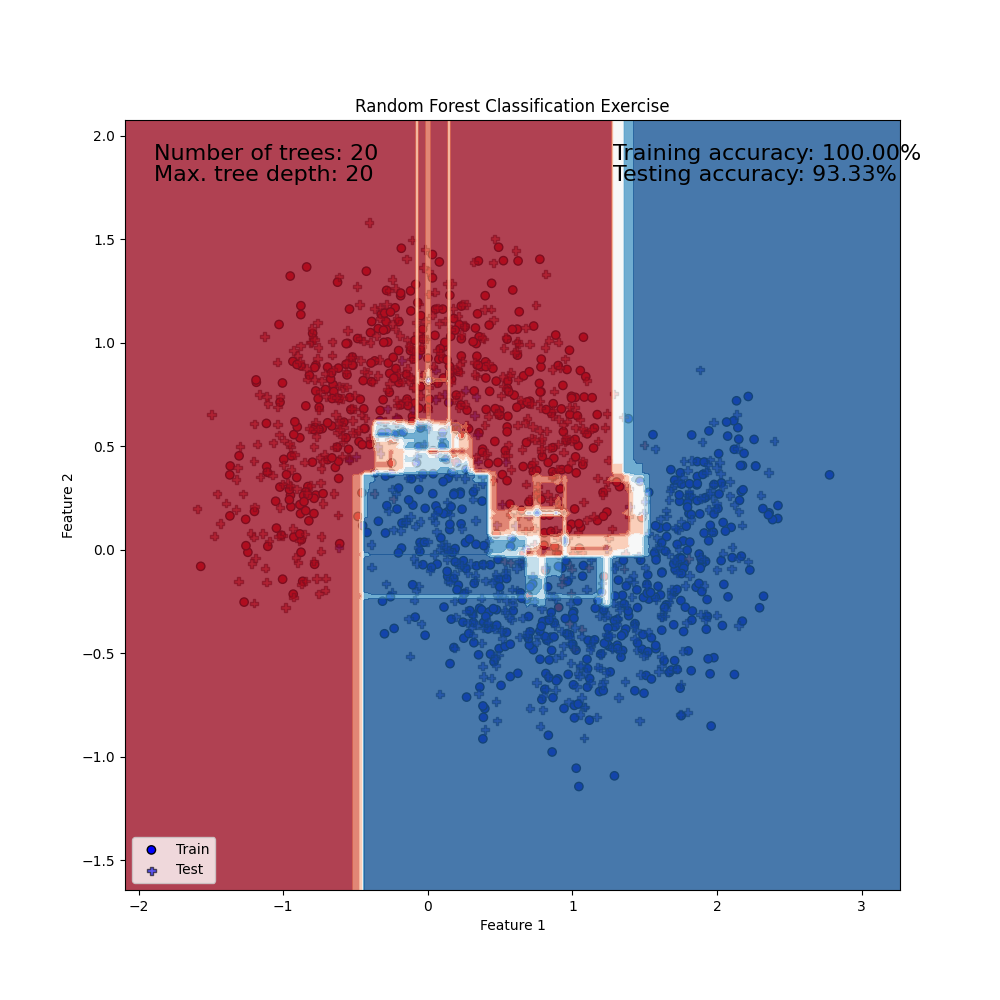 Random Forest Classification Exercise
Number of trees: 20
Training accuracy: 100.00%
Max. tree depth: 20
Testing accuracy: 93.33%
2.0
1.5
1.0
0.5
0.0
−0.5
−1.0
−1.5
Feature 2
Train
Test
−2
−1
0
1
2
3
Feature 1